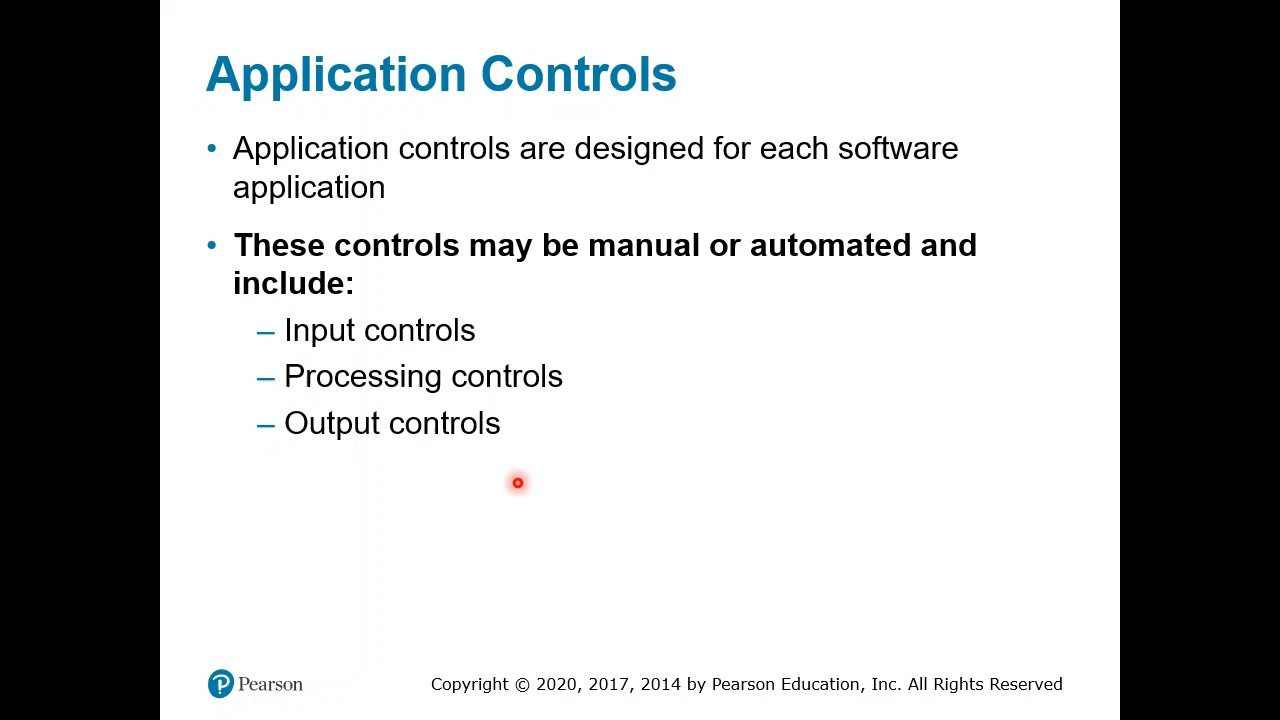 Application Controls
• Application controls are designed for each software
application
• These controls may be manual or automated and
include:
– Input controls
– Processing controls
– Output controls
Pearson
Copyright © 2020, 2017, 2014 by Pearson Education, Inc. All Rights Reserved